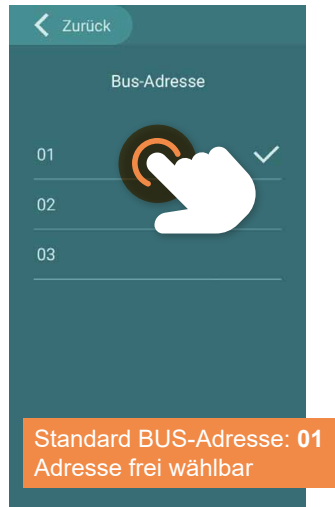 Zurück
Bus-Adresse
01
02
03
Standard BUS-Adresse: 01
Adresse frei wählbar